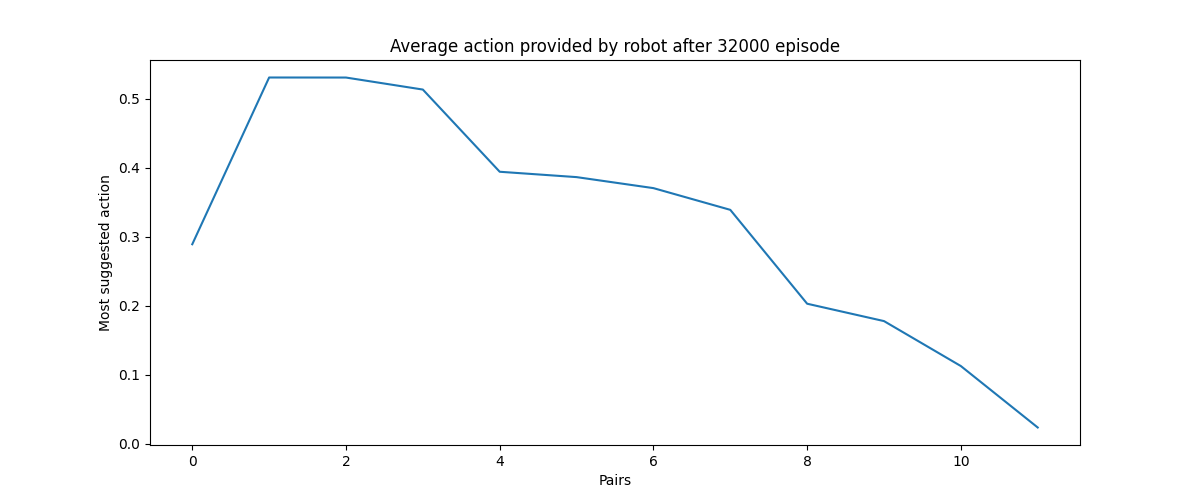 Average action provided by robot after 32000 episode
Most suggested action
0.5
0.4
0.3
0.2
0.1
0.0
0 2 4 6 8 10
Pairs